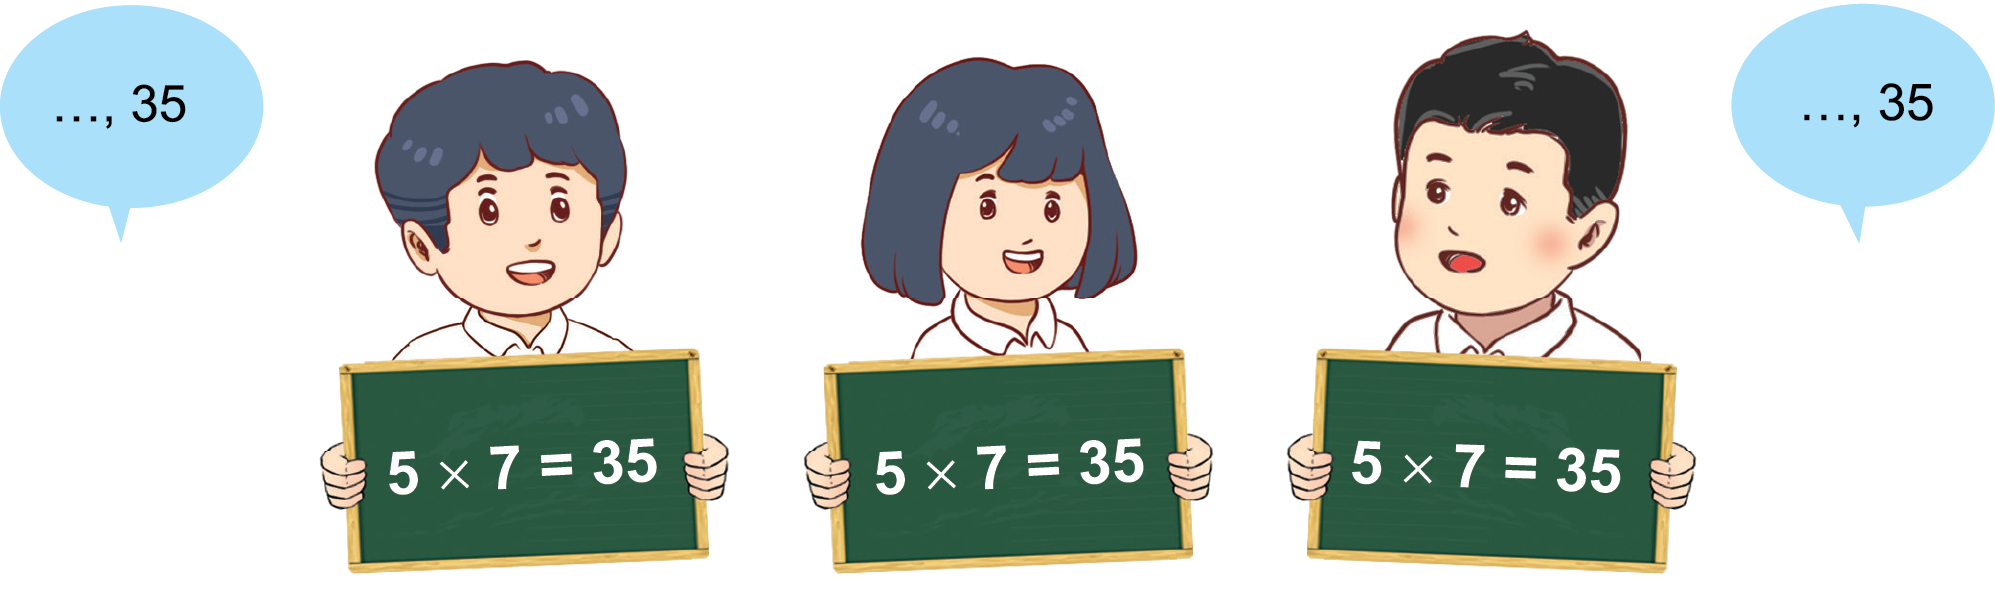 …, 35
…, 35
5 × 7 = 35
5 × 7 = 35
5 × 7 = 35